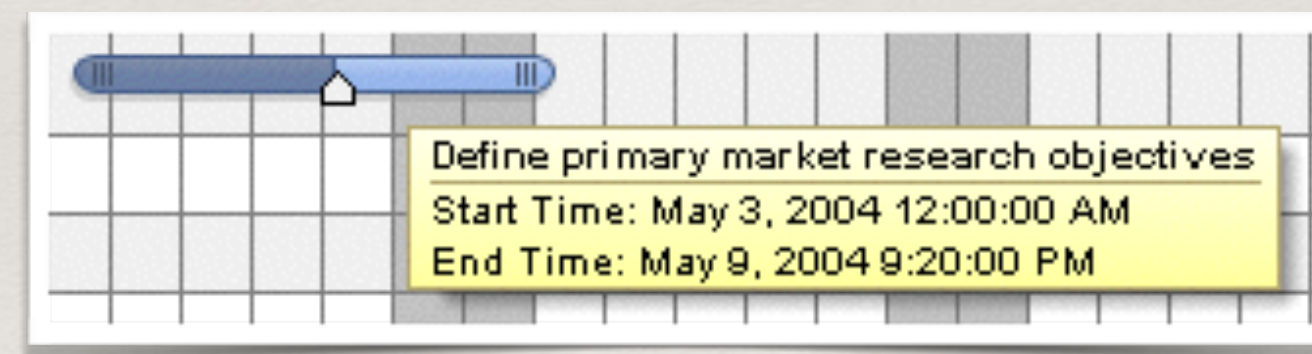 Define primary market research objectives
Start Time: May 3, 2004 12:00:00 AM
End Time: May 9, 2004 9:20:00 PM